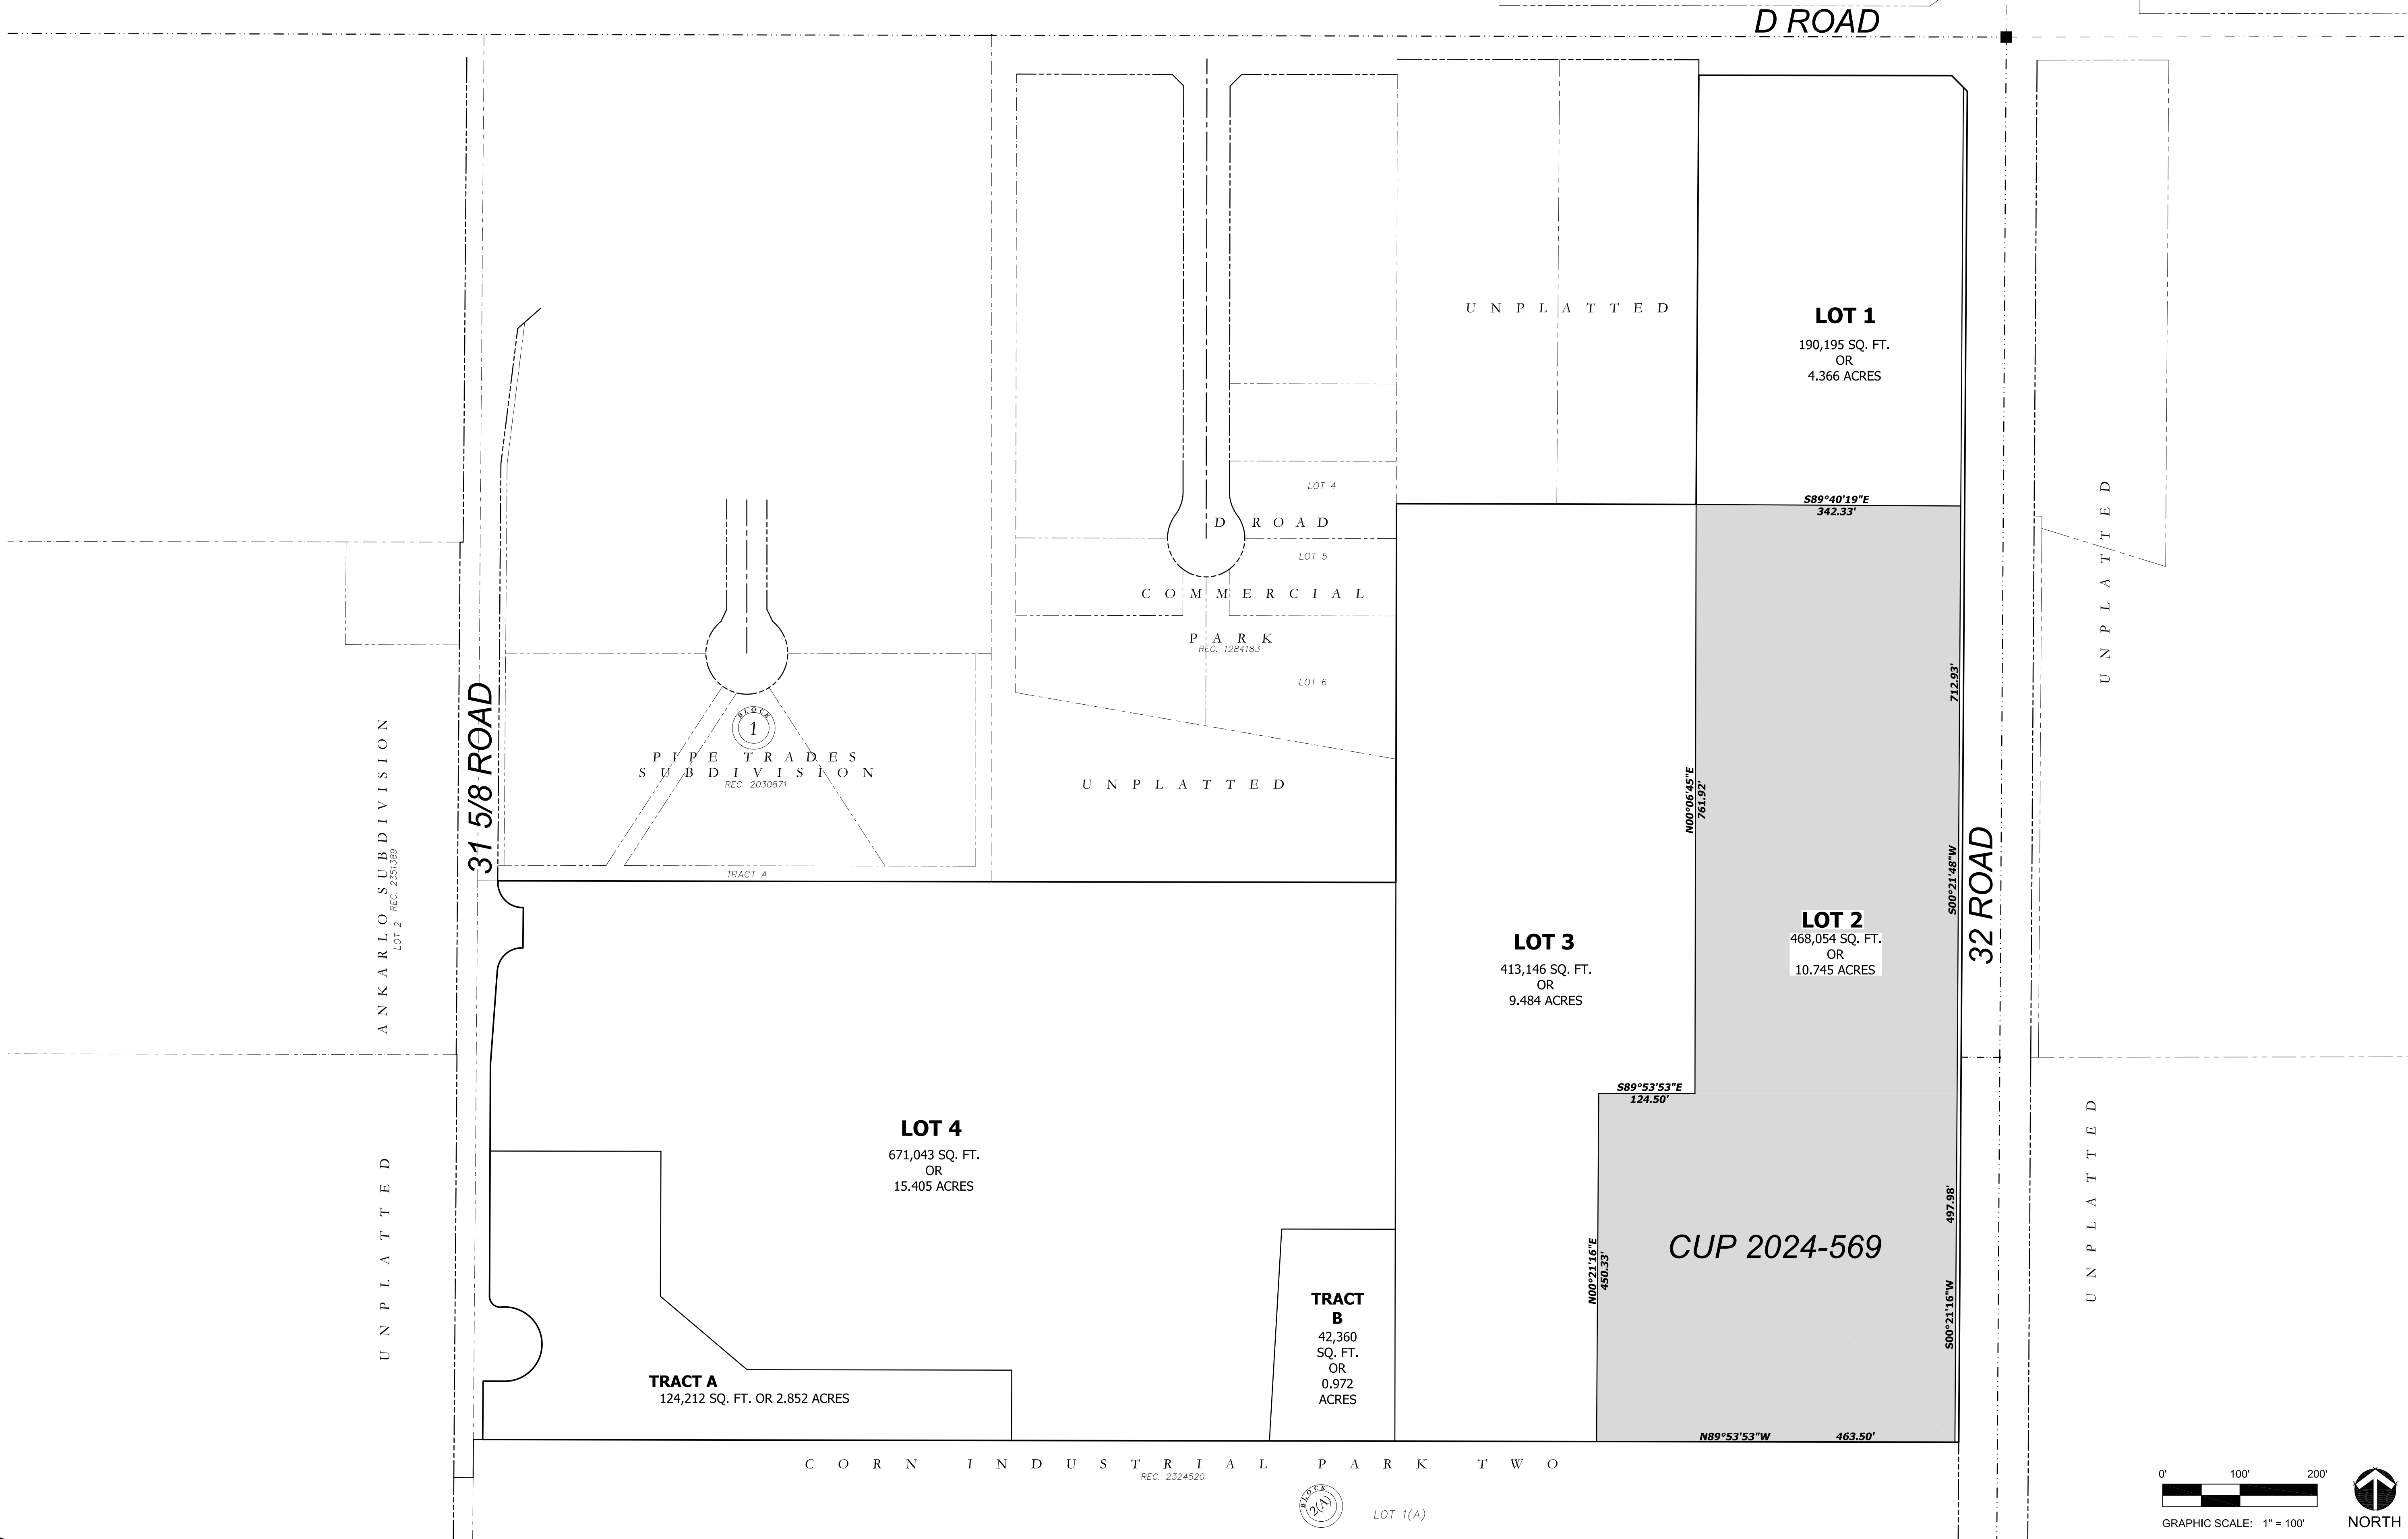 D ROAD
UNPLATTED
LOT 1
190,195 SQ. FT.
OR
4.366 ACRES
LOT 4
D ROAD
LOT 5
COMMERCIAL
PARK
REC. 1284183
LOT 6
S89°40'19"E
342.33'
UNPLATTED
712.93'
S00°21'48"W
N00°06'45"E
761.92'
31 5/8 ROAD
BLOCK
1
PIPE TRADES
SUBDIVISION
REC. 2030871
TRACT A
UNPLATTED
ANKARLO SUBDIVISION
LOT 2 REC. 2351389
32 ROAD
LOT 2
468,054 SQ. FT.
OR
10.745 ACRES
LOT 3
413,146 SQ. FT.
OR
9.484 ACRES
S89°53'53"E
124.50'
LOT 4
671,043 SQ. FT.
OR
15.405 ACRES
UNPLATTED
UNPLATTED
497.98'
S00°21'16"W
CUP 2024-569
N00°21'16"E
450.33'
TRACT
B
42,360
SQ. FT.
OR
0.972
ACRES
TRACT A
124,212 SQ. FT. OR 2.852 ACRES
N89°53'53"W 463.50'
CORN INDUSTRIAL PARK TWO
REC. 2324520
BLOCK
2(A)
LOT 1(A)
0' 100' 200'
GRAPHIC SCALE: 1" = 100'
NORTH